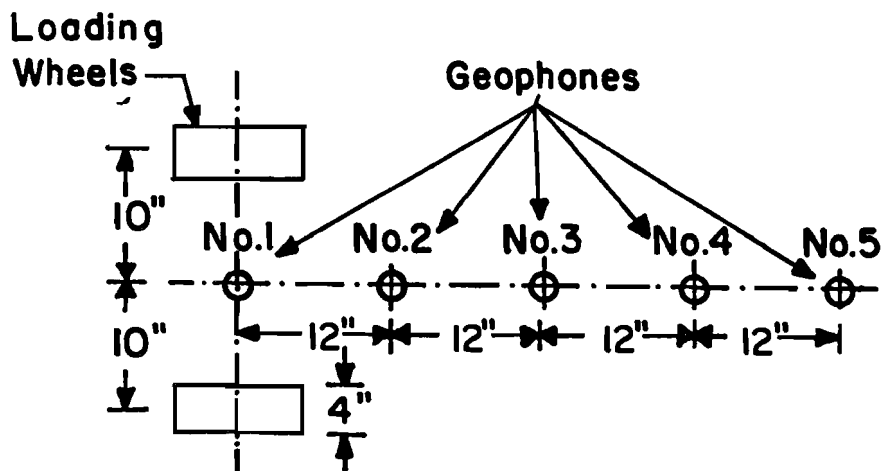 Loading
Wheels
Geophones
10"
No.1
No.2
No.3
No.4
No.5
10"
12"
12"
12"
12"
4"